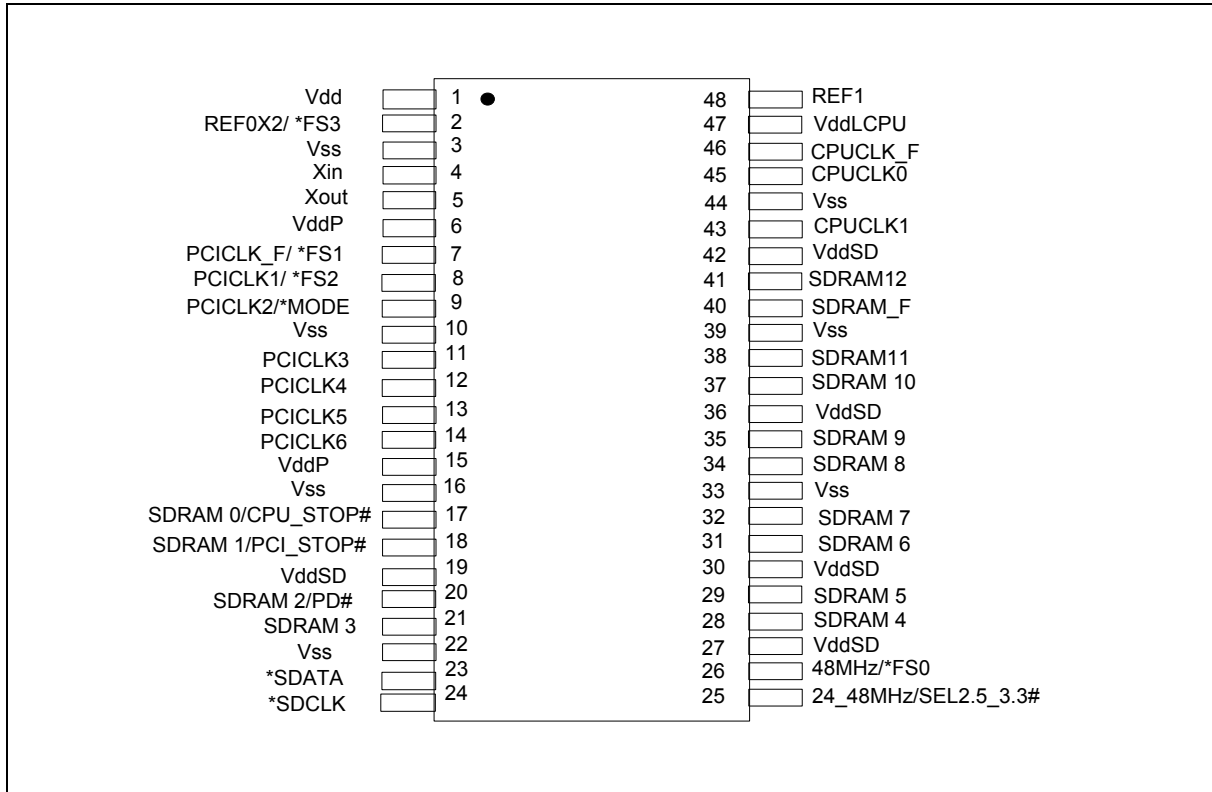 Vdd 1 48 REF1
REF0X2/ *FS3 2 47 VddLCPU
Vss 3 46 CPUCLK_F
Xin 4 45 CPUCLK0
Xout 5 44 Vss
VddP 6 43 CPUCLK1
PCICLK_F/ *FS1 7 42 VddSD
PCICLK1/ *FS2 8 41 SDRAM12
PCICLK2/*MODE 9 40 SDRAM_F
Vss 10 39 Vss
PCICLK3 11 38 SDRAM11
PCICLK4 12 37 SDRAM 10
PCICLK5 13 36 VddSD
PCICLK6 14 35 SDRAM 9
VddP 15 34 SDRAM 8
Vss 16 33 Vss
SDRAM 0/CPU_STOP# 17 32 SDRAM 7
SDRAM 1/PCI_STOP# 18 31 SDRAM 6
VddSD 19 30 VddSD
SDRAM 2/PD# 20 29 SDRAM 5
SDRAM 3 21 28 SDRAM 4
Vss 22 27 VddSD
*SDATA 23 26 48MHz/*FS0
*SDCLK 24 25 24_48MHz/SEL2.5_3.3#